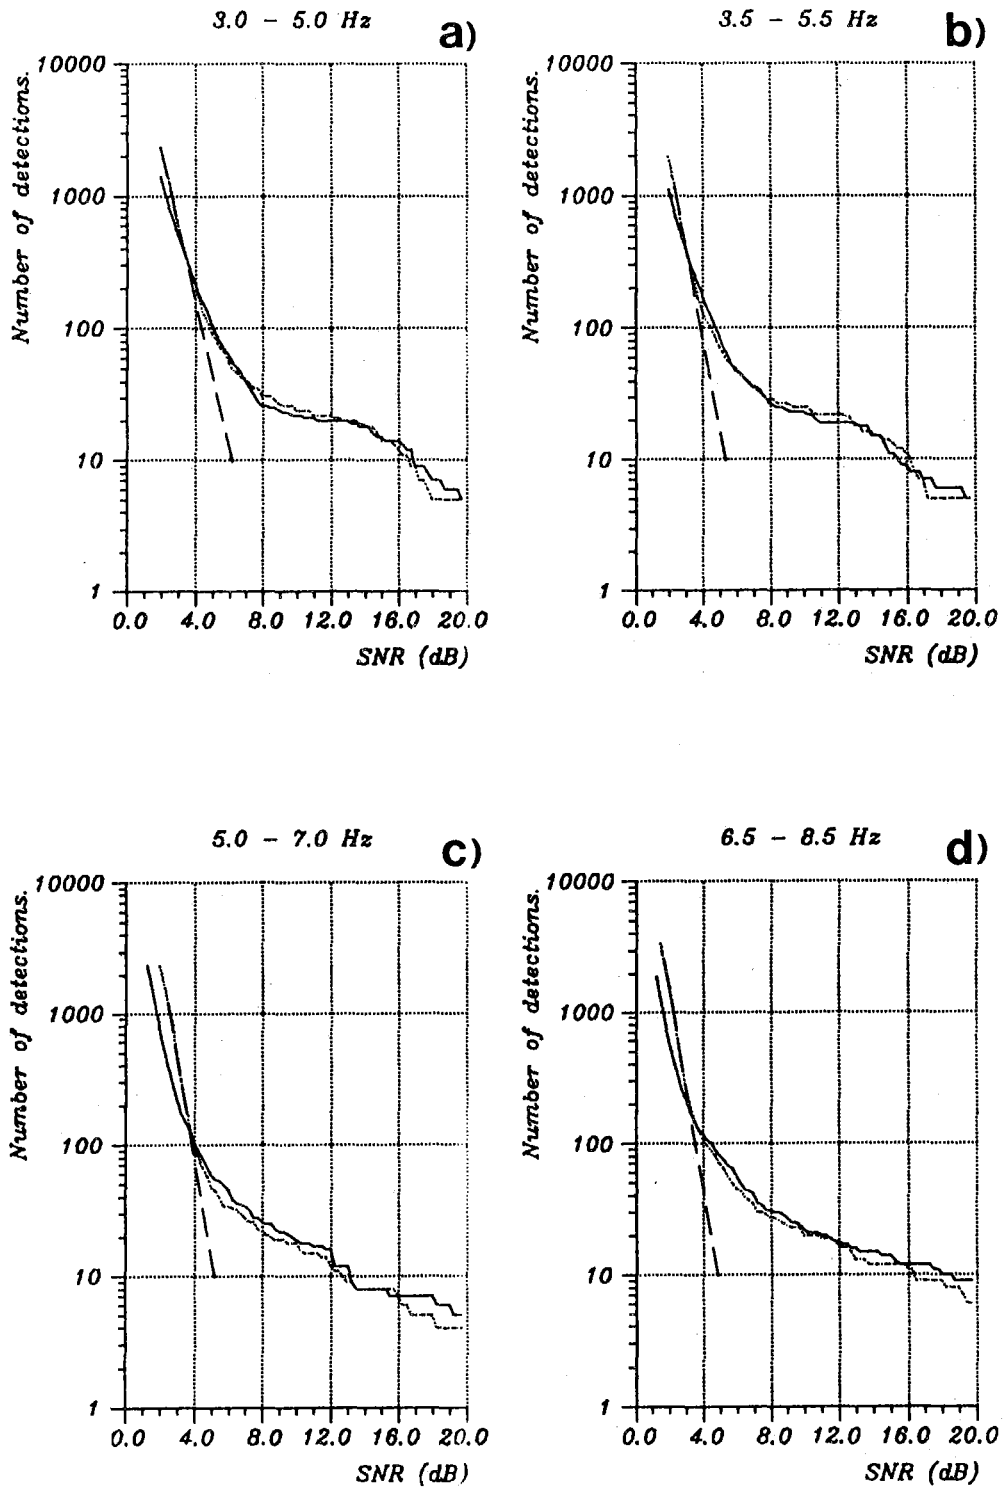 3.0 – 5.0 Hz
a)
Number of detections.
10000
1000
100
10
1
0.0 4.0 8.0 12.0 16.0 20.0
SNR (dB)
3.5 – 5.5 Hz
b)
Number of detections.
10000
1000
100
10
1
0.0 4.0 8.0 12.0 16.0 20.0
SNR (dB)
5.0 – 7.0 Hz
c)
Number of detections.
10000
1000
100
10
1
0.0 4.0 8.0 12.0 16.0 20.0
SNR (dB)
6.5 – 8.5 Hz
d)
Number of detections.
10000
1000
100
10
1
0.0 4.0 8.0 12.0 16.0 20.0
SNR (dB)